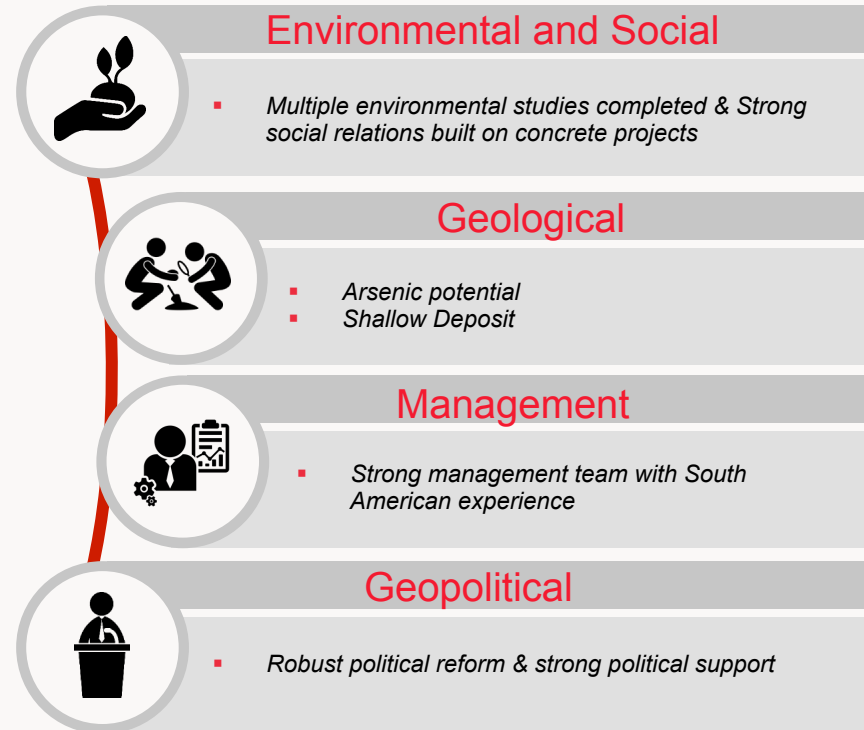 Environmental and Social
▪ Multiple environmental studies completed & Strong
social relations built on concrete projects
Geological
▪ Arsenic potential
▪ Shallow Deposit
Management
▪ Strong management team with South
American experience
Geopolitical
▪ Robust political reform & strong political support